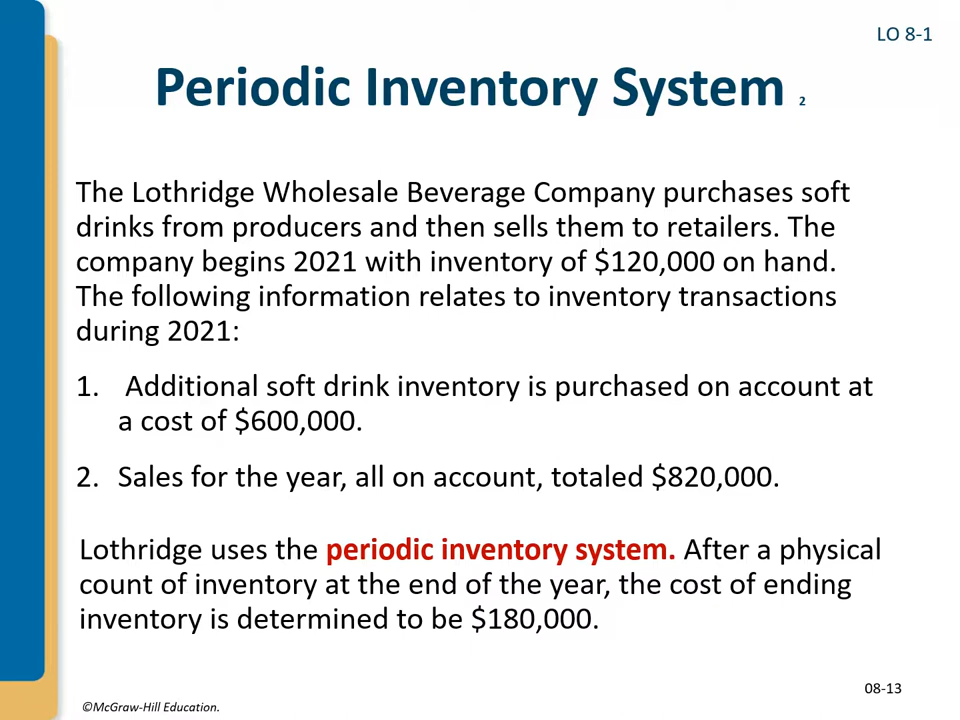 LO 8-1
Periodic Inventory System 2
The Lothridge Wholesale Beverage Company purchases soft
drinks from producers and then sells them to retailers. The
company begins 2021 with inventory of $120,000 on hand.
The following information relates to inventory transactions
during 2021:
1. Additional soft drink inventory is purchased on account at
a cost of $600,000.
2. Sales for the year, all on account, totaled $820,000.
Lothridge uses the periodic inventory system. After a physical
count of inventory at the end of the year, the cost of ending
inventory is determined to be $180,000.
08-13
©McGraw-Hill Education.